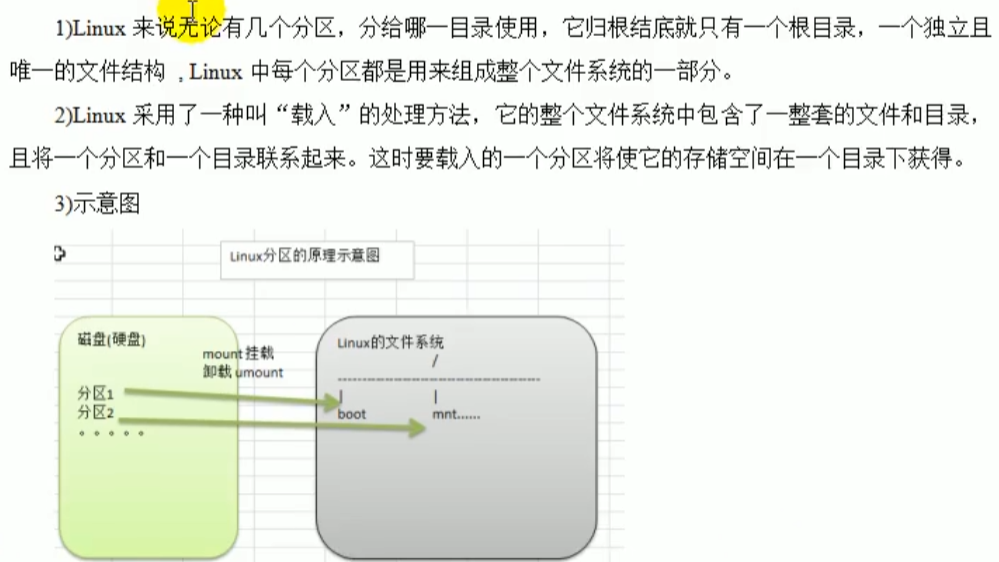 1)Linux 来说无论有几个分区，分给哪一目录使用，它归根结底就只有一个根目录，一个独立且
唯一的文件结构 , Linux 中每个分区都是用来组成整个文件系统的一部分。
2)Linux 采用了一种叫“载入”的处理方法，它的整个文件系统中包含了一整套的文件和目录，
且将一个分区和一个目录联系起来。这时要载入的一个分区将使它的存储空间在一个目录下获得。
3)示意图
Linux分区的原理示意图
磁盘(硬盘)
mount 挂载
卸载 umount
分区1
分区2
。。。。。
Linux的文件系统
/
------------------------------------------
| |
boot mnt......